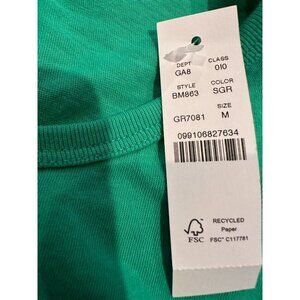 DEPT CLASS
GA8 010
STYLE COLOR
BM863 SGR
SIZE
GR7081 M
099106827634
FSC
RECYCLED
Paper
FSC® C117781